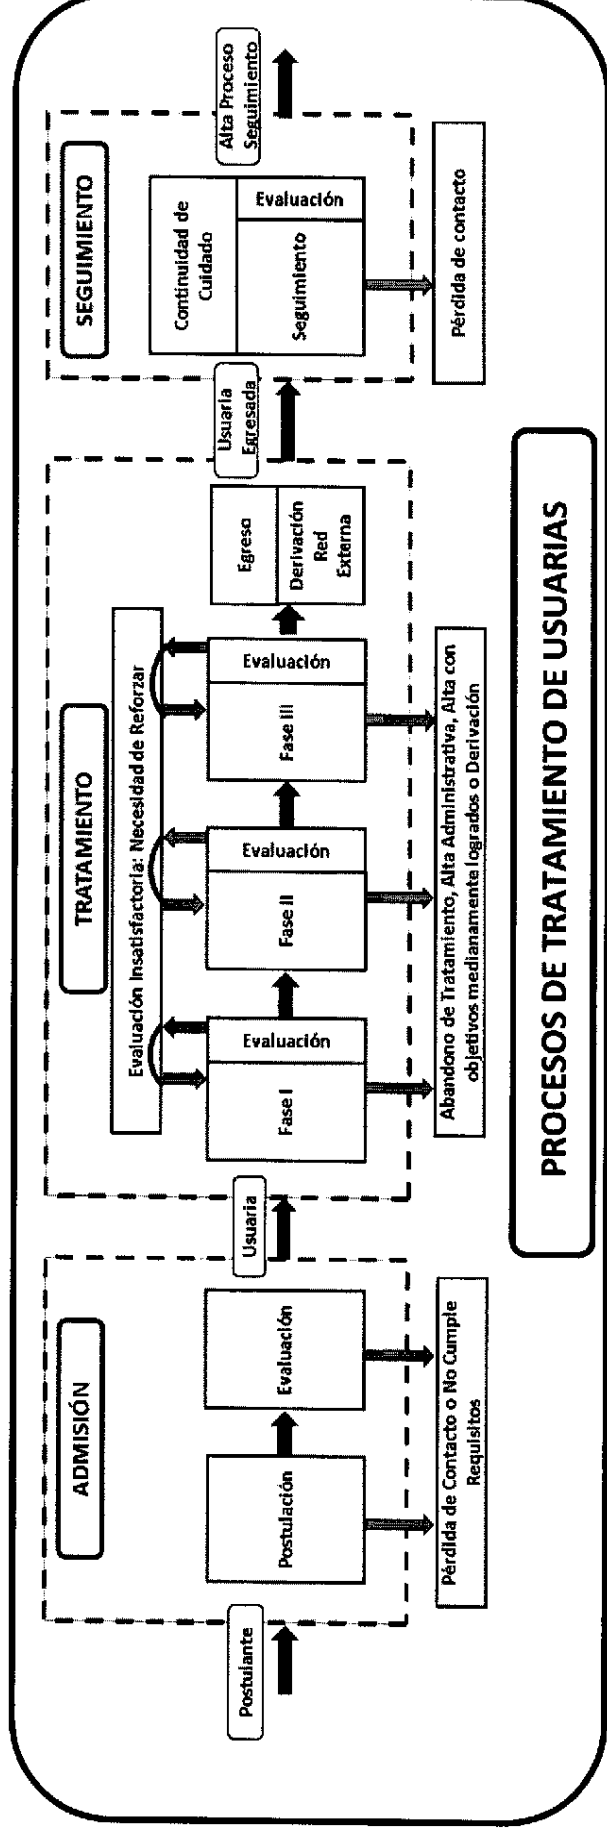 ADMISIÓN
Postulante
Postulación
Evaluación
Pérdida de Contacto o No Cumple
Requisitos
Usuaria
TRATAMIENTO
Evaluación Insatisfactoria: Necesidad de Reforzar
Fase I
Evaluación
Fase II
Evaluación
Fase III
Evaluación
Egreso
Derivación
Red
Externa
Abandono de Tratamiento, Alta Administrativa, Alta con
objetivos medianamente logrados o Derivación
Usuaria
Egresada
SEGUIMIENTO
Continuidad de
Cuidado
Seguimiento
Evaluación
Pérdida de contacto
Alta Proceso
Seguimiento
PROCESOS DE TRATAMIENTO DE USUARIAS